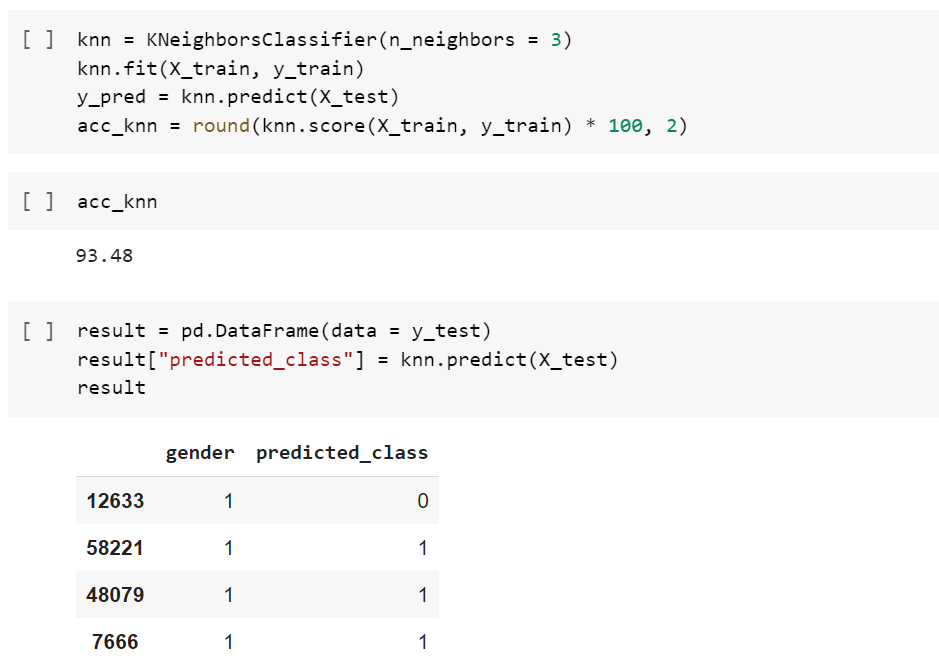 [ ] knn = KNeighborsClassifier(n_neighbors = 3)
knn.fit(X_train, y_train)
y_pred = knn.predict(X_test)
acc_knn = round(knn.score(X_train, y_train) * 100, 2)
[ ] acc_knn
93.48
[ ] result = pd.DataFrame(data = y_test)
result["predicted_class"] = knn.predict(X_test)
result
gender predicted_class
12633 1 0
58221 1 1
48079 1 1
7666 1 1